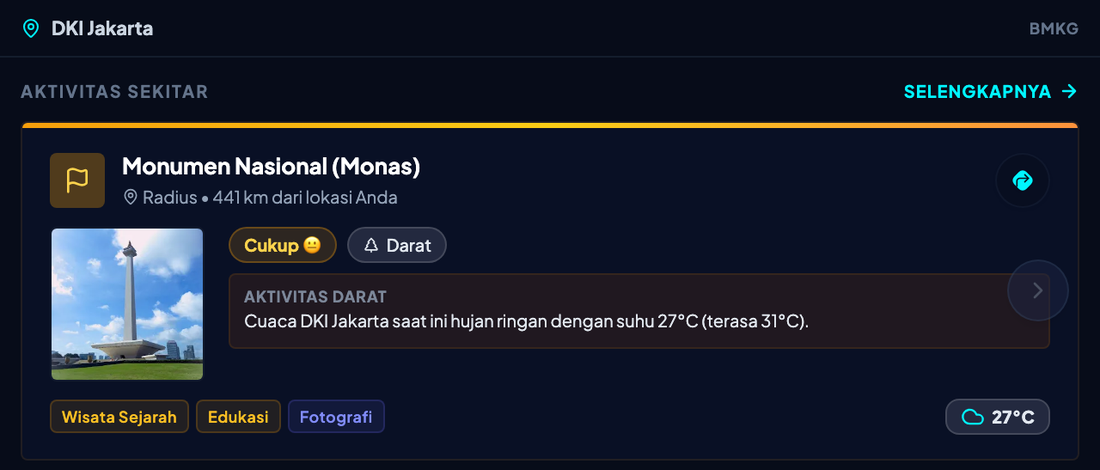 DKI Jakarta
BMKG
AKTIVITAS SEKITAR
SELENGKAPNYA →
Monumen Nasional (Monas)
Radius • 441 km dari lokasi Anda
Cukup 😐
Darat
AKTIVITAS DARAT
Cuaca DKI Jakarta saat ini hujan ringan dengan suhu 27°C (terasa 31°C).
Wisata Sejarah
Edukasi
Fotografi
27°C